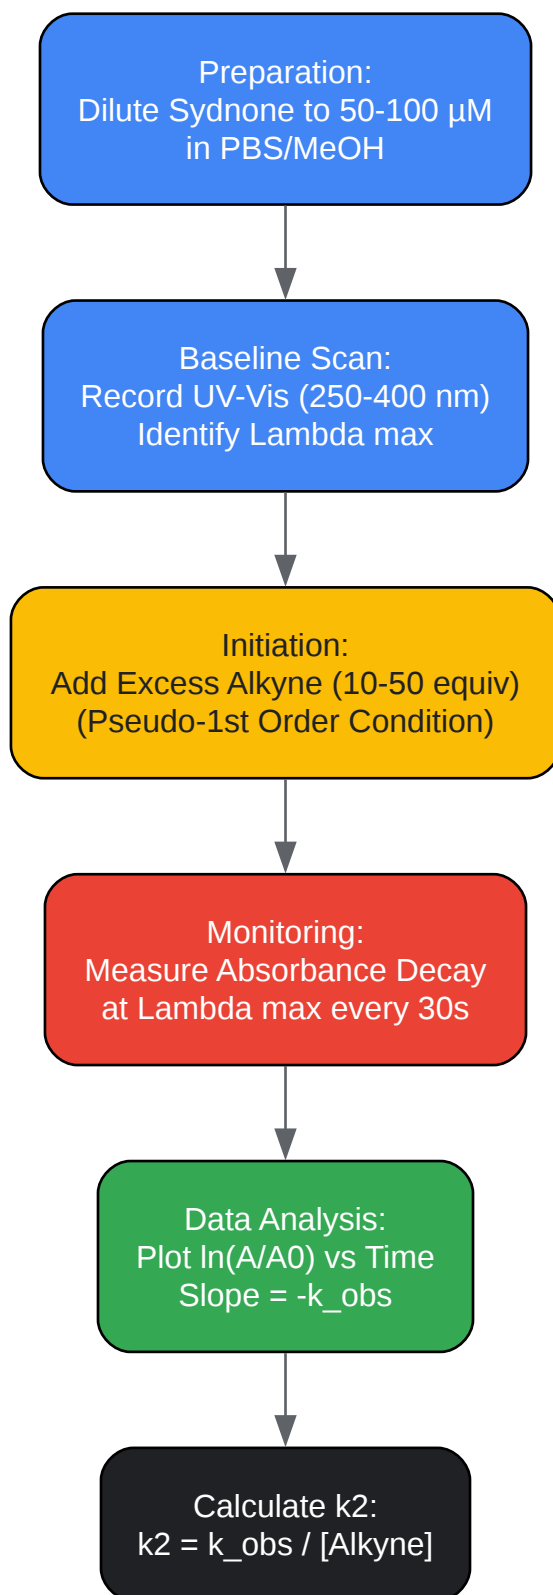 Preparation:
Dilute Sydnone to 50-100 µM
in PBS/MeOH
Baseline Scan:
Record UV-Vis (250-400 nm)
Identify Lambda max
Initiation:
Add Excess Alkyne (10-50 equiv)
(Pseudo-1st Order Condition)
Monitoring:
Measure Absorbance Decay
at Lambda max every 30s
Data Analysis:
Plot ln(A/A0) vs Time
Slope = -k_obs
Calculate k2:
k2 = k_obs / [Alkyne]